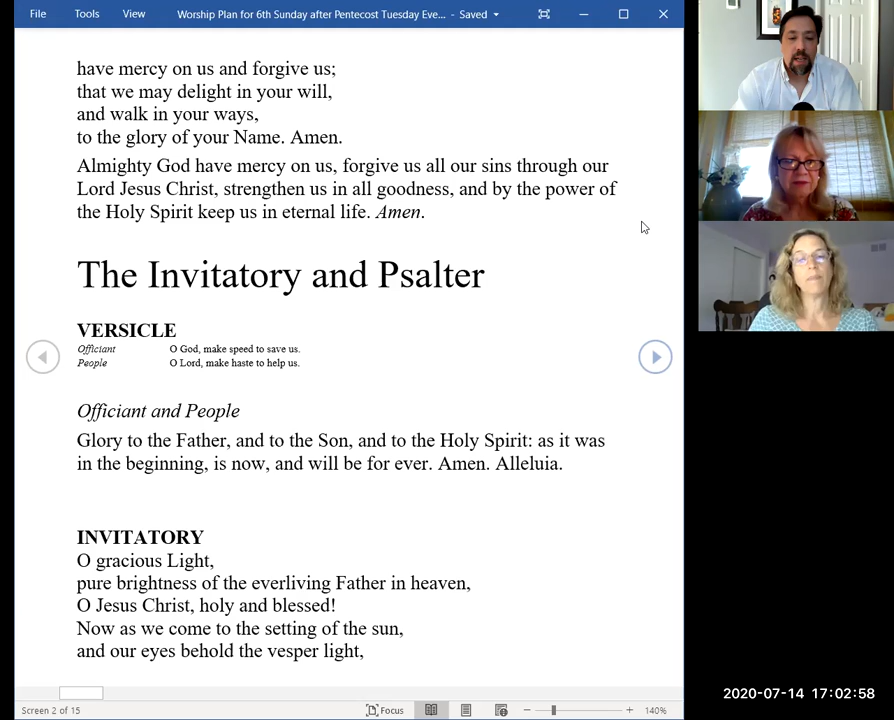 File Tools View Worship Plan for 6th Sunday after Pentecost Tuesday Eve... - Saved
have mercy on us and forgive us;
that we may delight in your will,
and walk in your ways,
to the glory of your Name. Amen.
Almighty God have mercy on us, forgive us all our sins through our
Lord Jesus Christ, strengthen us in all goodness, and by the power of
the Holy Spirit keep us in eternal life. Amen.
The Invitatory and Psalter
VERSICLE
Officiant O God, make speed to save us.
People O Lord, make haste to help us.
Officiant and People
Glory to the Father, and to the Son, and to the Holy Spirit: as it was
in the beginning, is now, and will be for ever. Amen. Alleluia.
INVITATORY
O gracious Light,
pure brightness of the everliving Father in heaven,
O Jesus Christ, holy and blessed!
Now as we come to the setting of the sun,
and our eyes behold the vesper light,
Screen 2 of 15 Focus 140%
2020-07-14 17:02:58